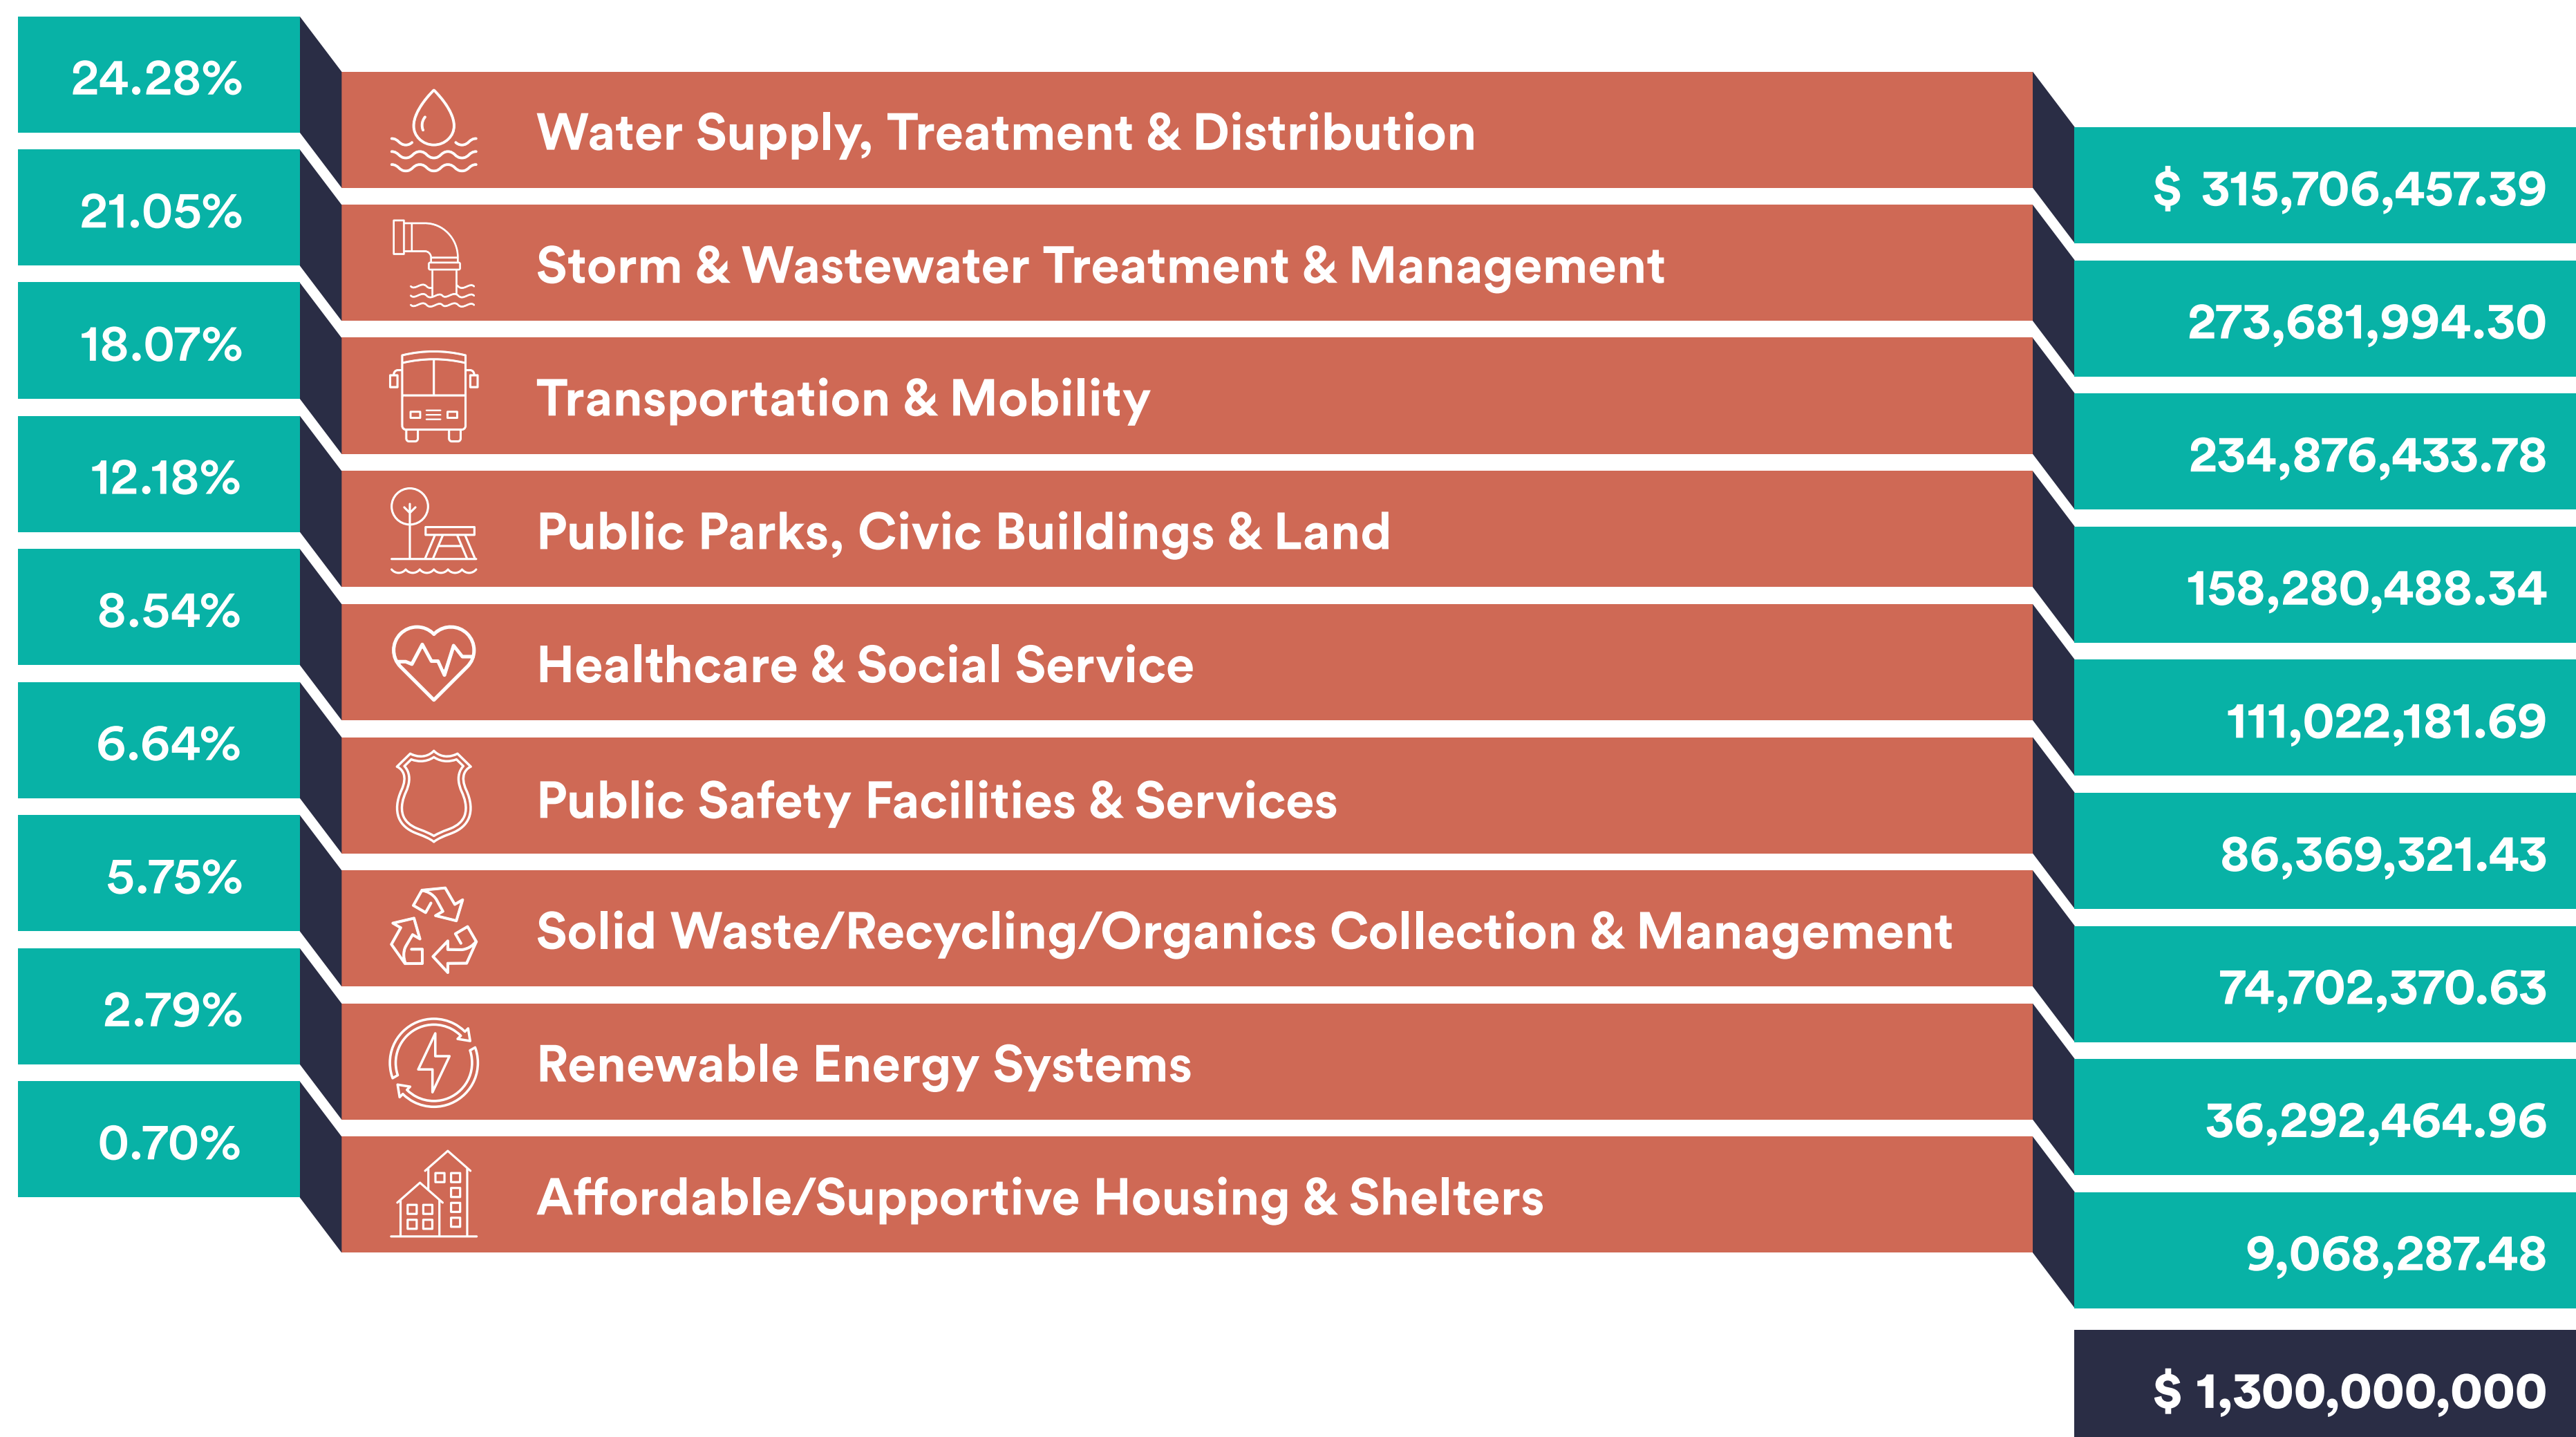 24.28%
Water Supply, Treatment & Distribution
$ 315,706,457.39
21.05%
Storm & Wastewater Treatment & Management
273,681,994.30
18.07%
Transportation & Mobility
234,876,433.78
12.18%
Public Parks, Civic Buildings & Land
158,280,488.34
8.54%
Healthcare & Social Service
111,022,181.69
6.64%
Public Safety Facilities & Services
86,369,321.43
5.75%
Solid Waste/Recycling/Organics Collection & Management
74,702,370.63
2.79%
Renewable Energy Systems
36,292,464.96
0.70%
Affordable/Supportive Housing & Shelters
9,068,287.48
$ 1,300,000,000